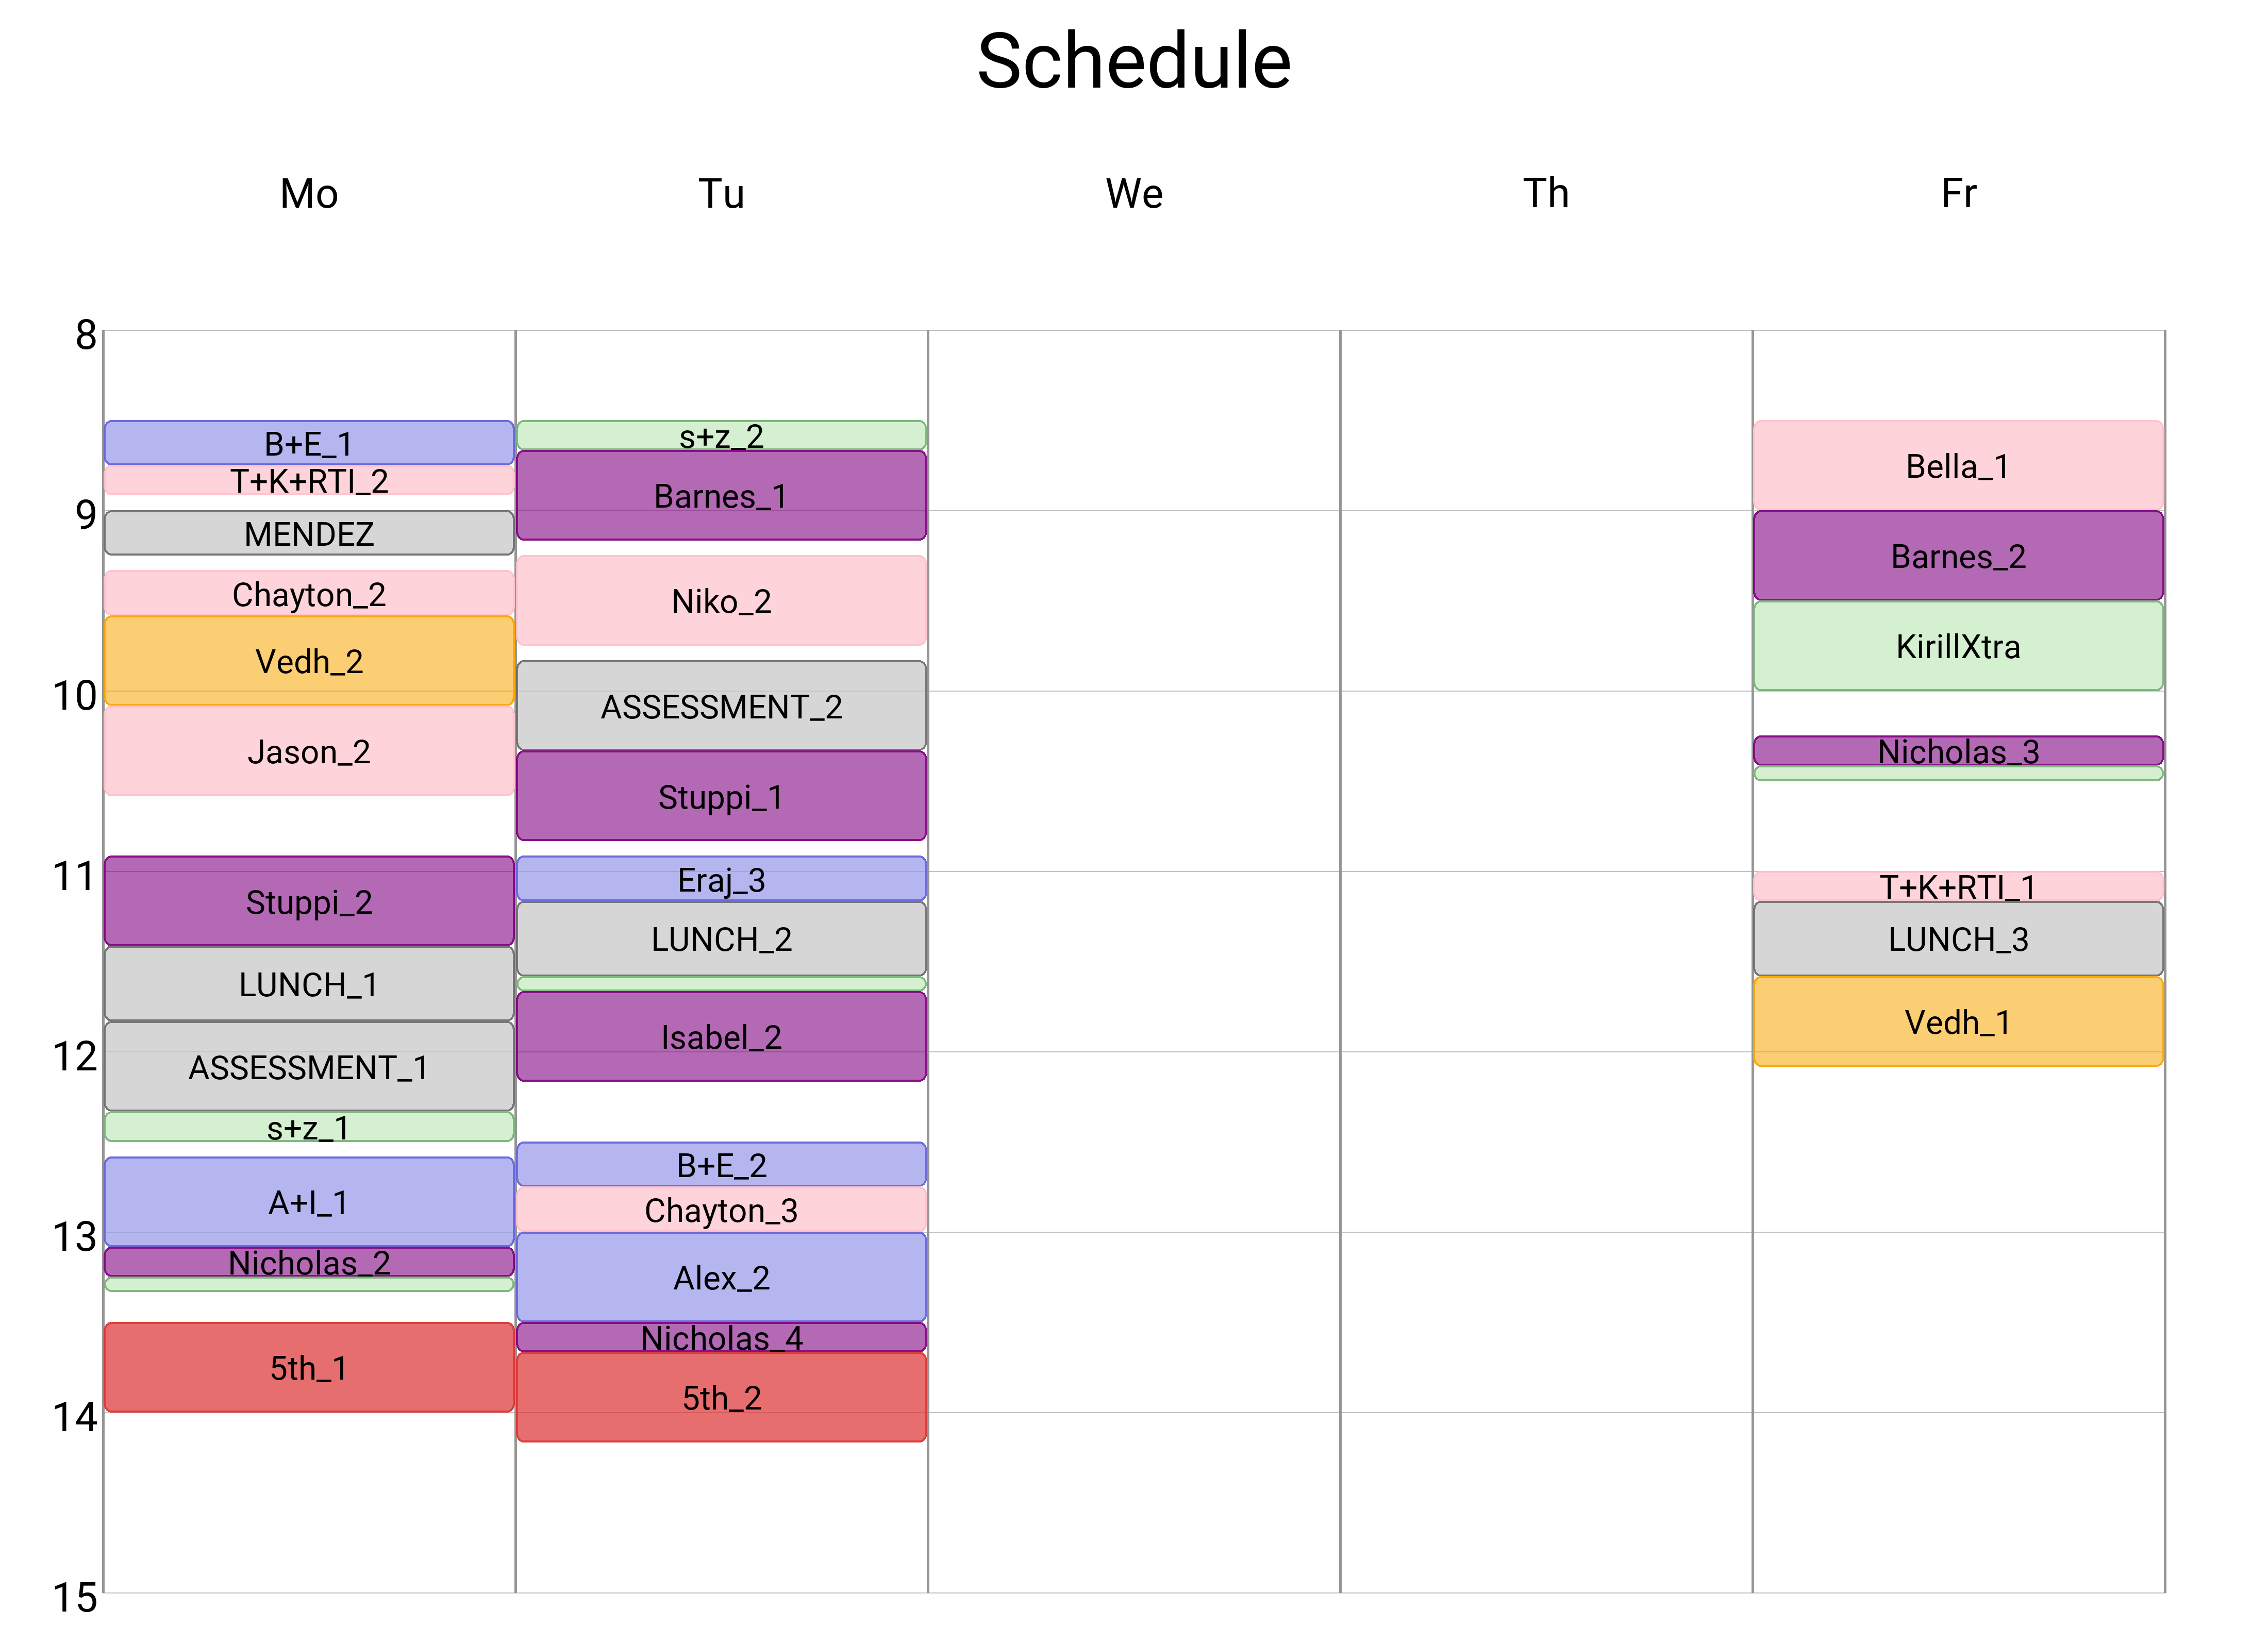 Schedule
Mo Tu We Th Fr
8
B+E_1
T+K+RTI_2
s+z_2
Barnes_1
Bella_1
9
MENDEZ
Chayton_2
Vedh_2
Niko_2
Barnes_2
KirillXtra
10
Jason_2
ASSESSMENT_2
Stuppi_1
Nicholas_3
11
Stuppi_2
LUNCH_1
ASSESSMENT_1
Eraj_3
LUNCH_2
Isabel_2
T+K+RTI_1
LUNCH_3
Vedh_1
12
s+z_1
A+I_1
B+E_2
Chayton_3
13
Nicholas_2
5th_1
Alex_2
Nicholas_4
5th_2
14
15